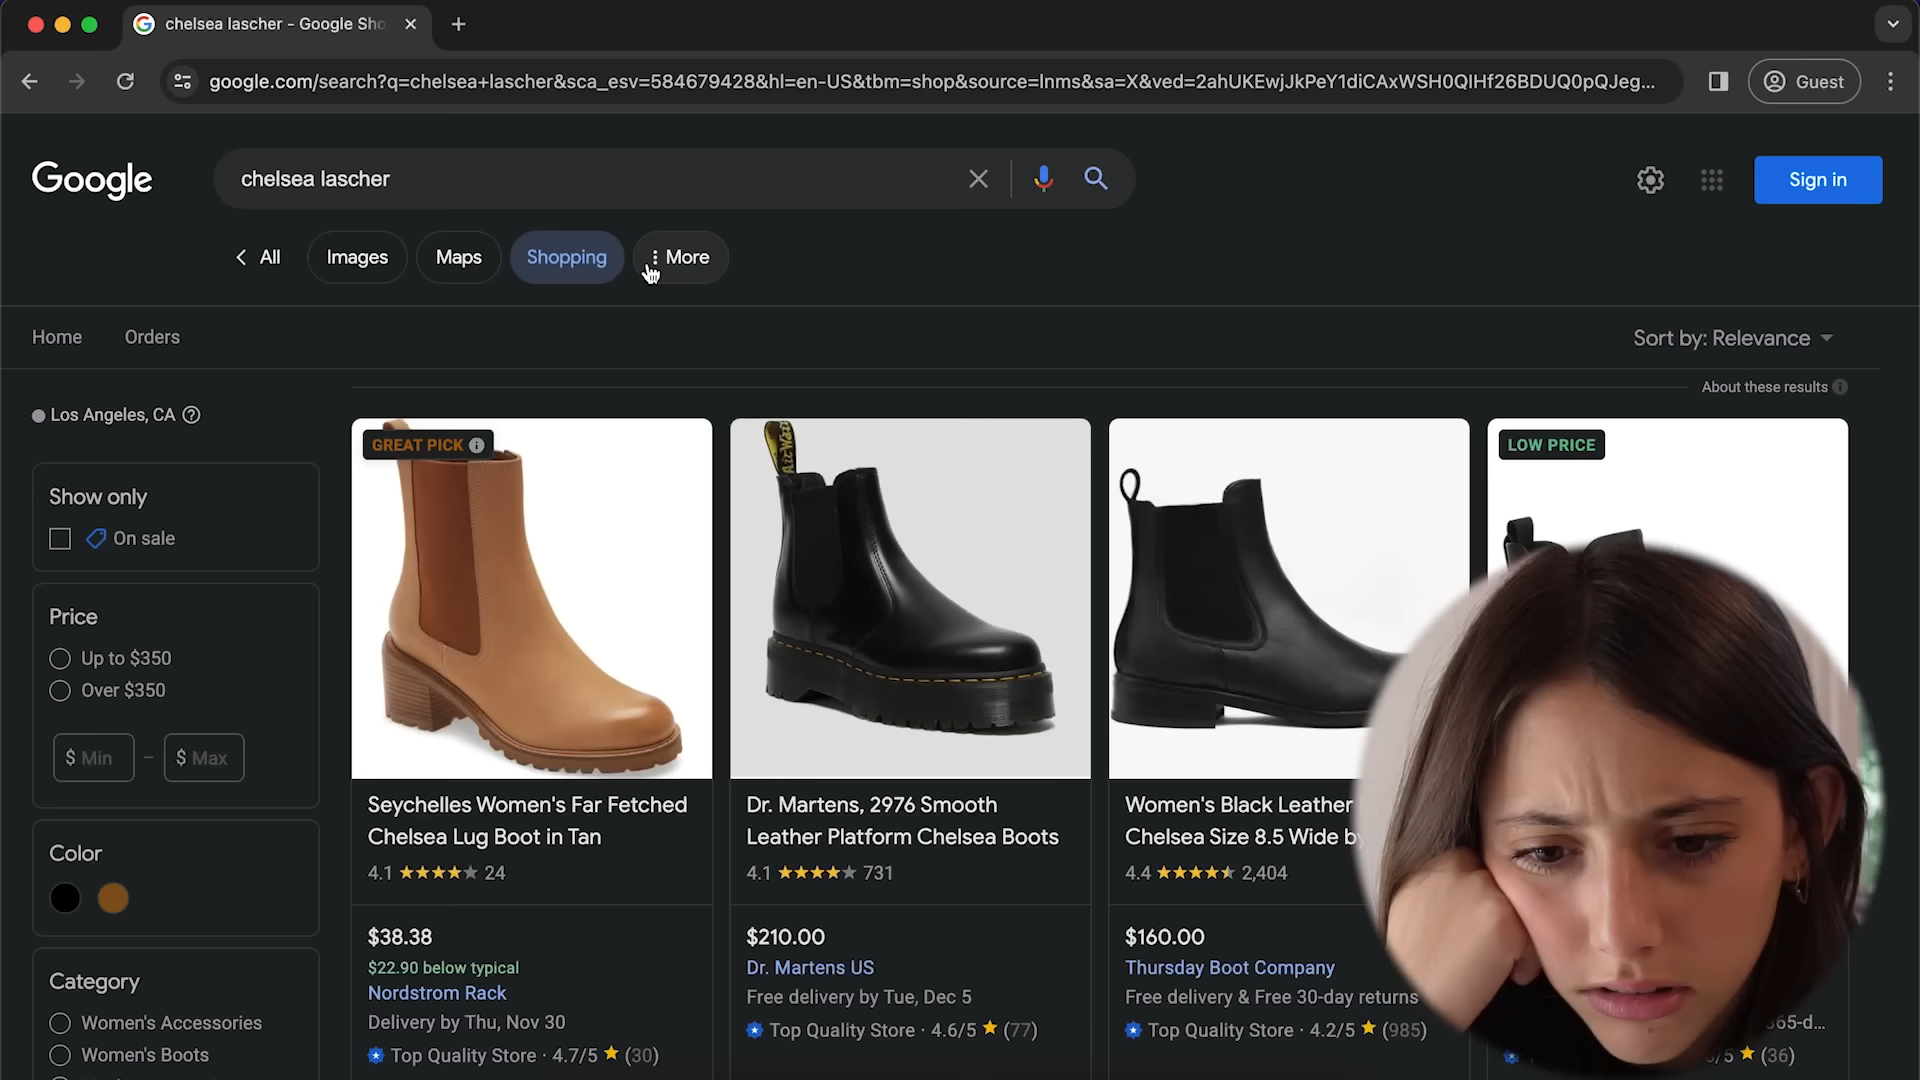 chelsea lascher - Google Sho
google.com/search?q=chelsea+lascher&sca_esv=584679428&hl=en-US&tbm=shop&source=lnms&sa=X&ved=2ahUKEwjJkPeY1diCAxWSH0QIHf26BDUQ0pQJeg...
Guest
Google
chelsea lascher
Sign in
All
Images
Maps
Shopping
More
Home
Orders
Sort by: Relevance
About these results
Los Angeles, CA
Show only
On sale
Price
Up to $350
Over $350
$ Min – $ Max
Color
Category
Women's Accessories
Women's Boots
GREAT PICK
Seychelles Women's Far Fetched
Chelsea Lug Boot in Tan
4.1 24
$38.38
$22.90 below typical
Nordstrom Rack
Delivery by Thu, Nov 30
Top Quality Store · 4.7/5 (30)
AirWa
Dr. Martens, 2976 Smooth
Leather Platform Chelsea Boots
4.1 731
$210.00
Dr. Martens US
Free delivery by Tue, Dec 5
Top Quality Store · 4.6/5 (77)
Women's Black Leather
Chelsea Size 8.5 Wide by
4.4 2,404
$160.00
Thursday Boot Company
Free delivery & Free 30-day returns
Top Quality Store · 4.2/5 (985)
LOW PRICE
365-d...
/5 (36)